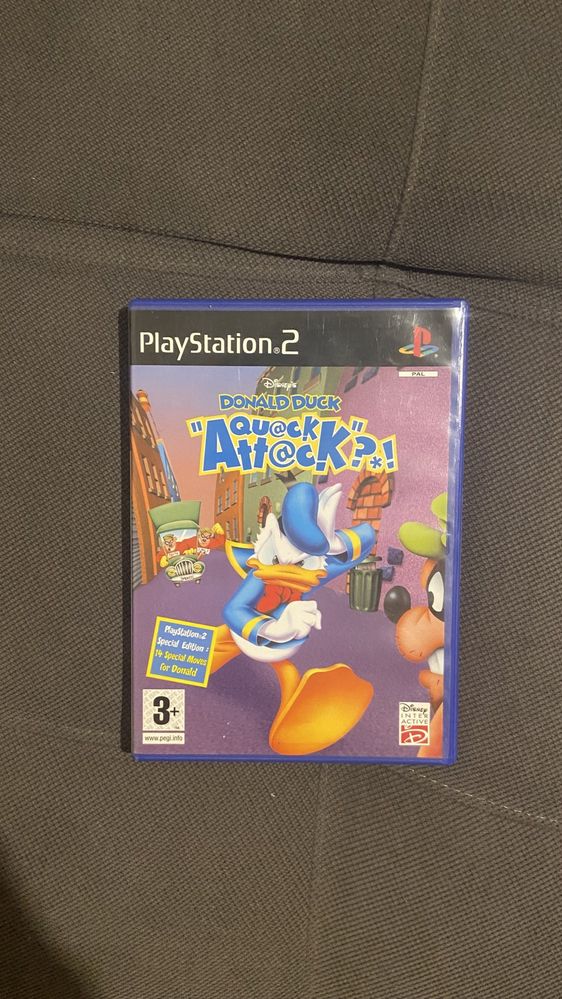 PlayStation®2
PAL
Disney's
DONALD DUCK
"QU@CK
Att@cK"?*!
PlayStation®2
Special Edition :
14 Special Moves
for Donald
3+
www.pegi.info
Disney
INTER
ACTIVE